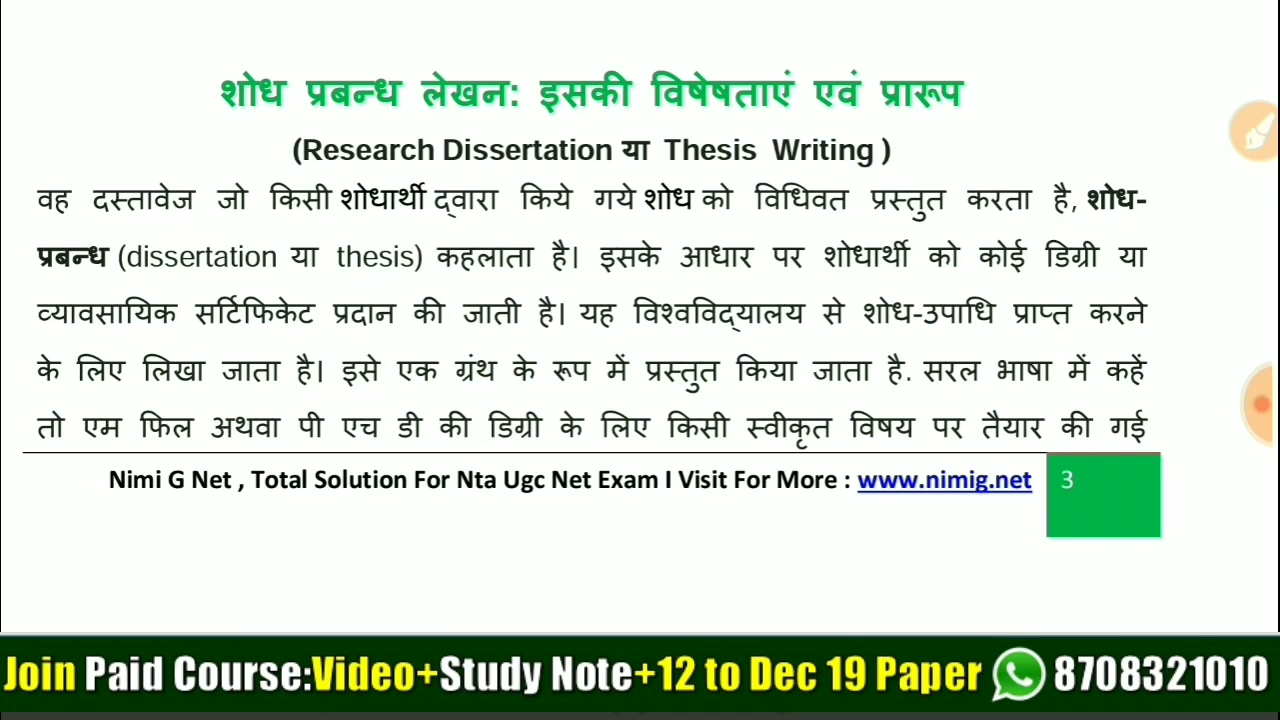 शोध प्रबन्ध लेखन: इसकी विषेषताएं एवं प्रारूप
(Research Dissertation या Thesis Writing )
वह दस्तावेज जो किसी शोधार्थी द्वारा किये गये शोध को विधिवत प्रस्तुत करता है, शोध-
प्रबन्ध (dissertation या thesis) कहलाता है। इसके आधार पर शोधार्थी को कोई डिग्री या
व्यावसायिक सर्टिफिकेट प्रदान की जाती है। यह विश्वविद्यालय से शोध-उपाधि प्राप्त करने
के लिए लिखा जाता है। इसे एक ग्रंथ के रूप में प्रस्तुत किया जाता है. सरल भाषा में कहें
तो एम फिल अथवा पी एच डी की डिग्री के लिए किसी स्वीकृत विषय पर तैयार की गई
Nimi G Net , Total Solution For Nta Ugc Net Exam I Visit For More : www.nimig.net 3
Join Paid Course:Video+Study Note+12 to Dec 19 Paper 8708321010